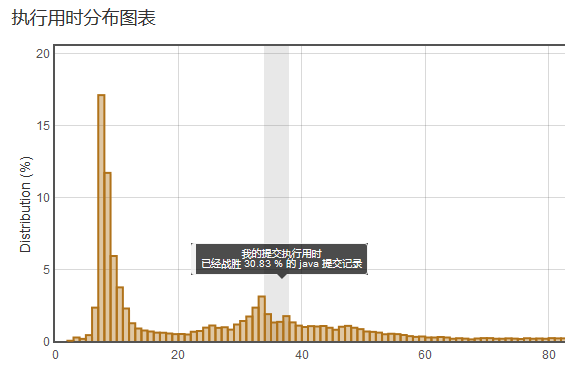 执行用时分布图表
20
15
10
5
0
Distribution (%)
我的提交执行用时
已经战胜 30.83 % 的 java 提交记录
0 20 40 60 80